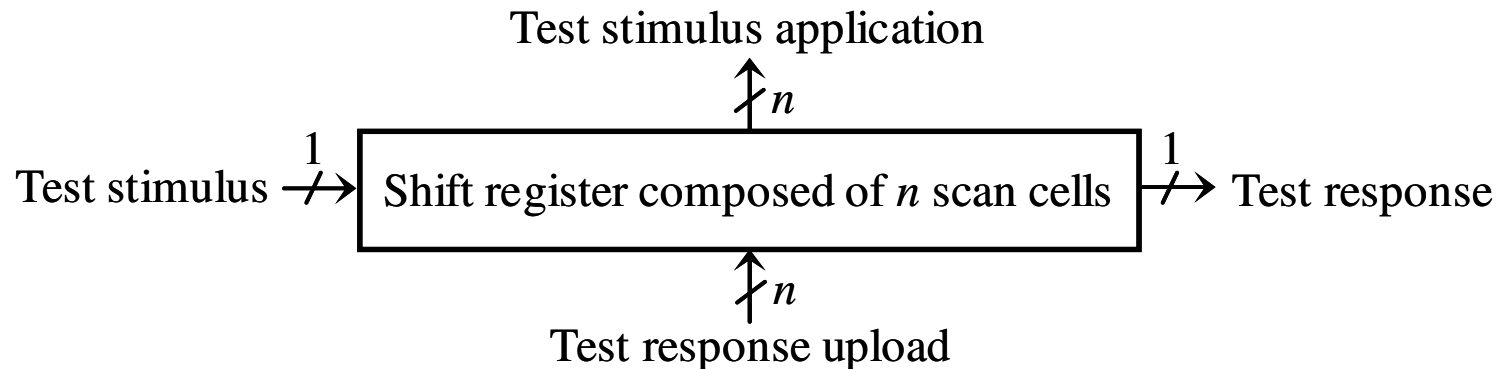 Test stimulus application
n
1
1
Test stimulus
Shift register composed of n scan cells
Test response
n
Test response upload